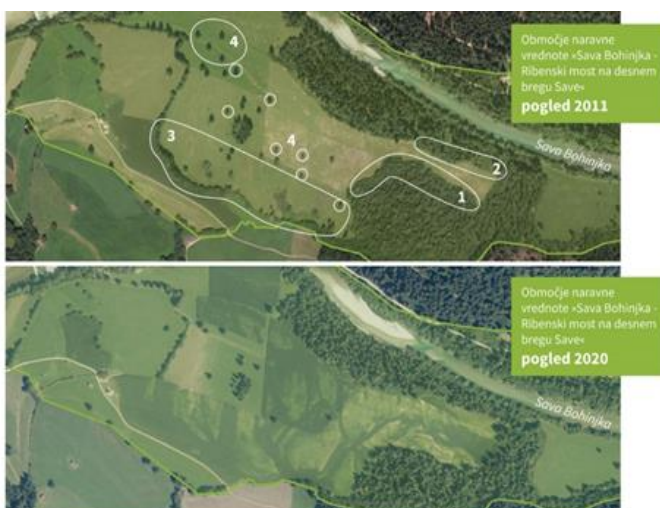 Območje naravne
vrednote »Sava Bohinjka -
Ribenski most na desnem
bregu Save«
pogled 2011
4
4
3
2
1
Sava Bohinjka
Območje naravne
vrednote »Sava Bohinjka -
Ribenski most na desnem
bregu Save«
pogled 2020
Sava Bohinjka